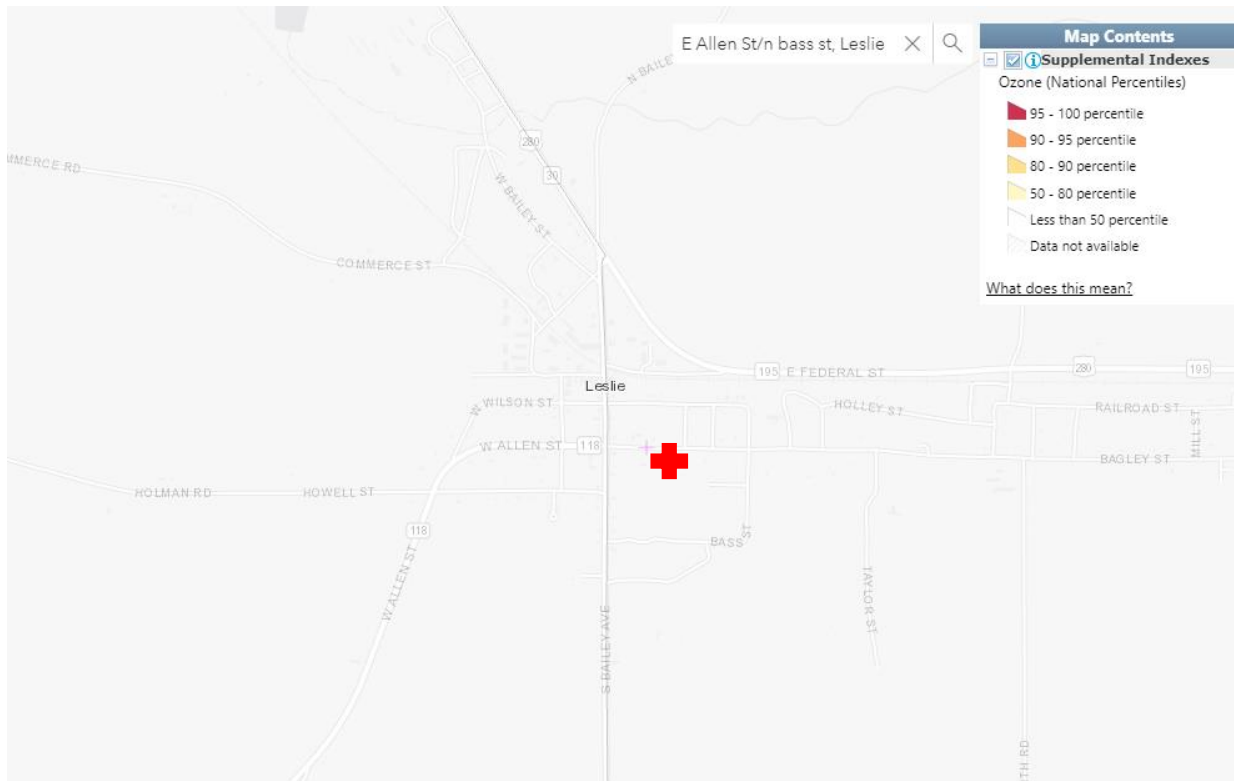 E Allen St/n bass st, Leslie
Map Contents
Supplemental Indexes
Ozone (National Percentiles)
95 - 100 percentile
90 - 95 percentile
80 - 90 percentile
50 - 80 percentile
Less than 50 percentile
Data not available
What does this mean?
N BAILEY
280
30
W BAILEY ST
OMMERCE RD
COMMERCE ST
195
E FEDERAL ST
280
195
Leslie
W WILSON ST
HOLLEY ST
RAILROAD ST
MILL ST
W ALLEN ST
118
BAGLEY ST
HOLMAN RD
HOWELL ST
118
W ALLEN ST
BASS ST
TAYLOR ST
S BAILEY AVE
TH RD